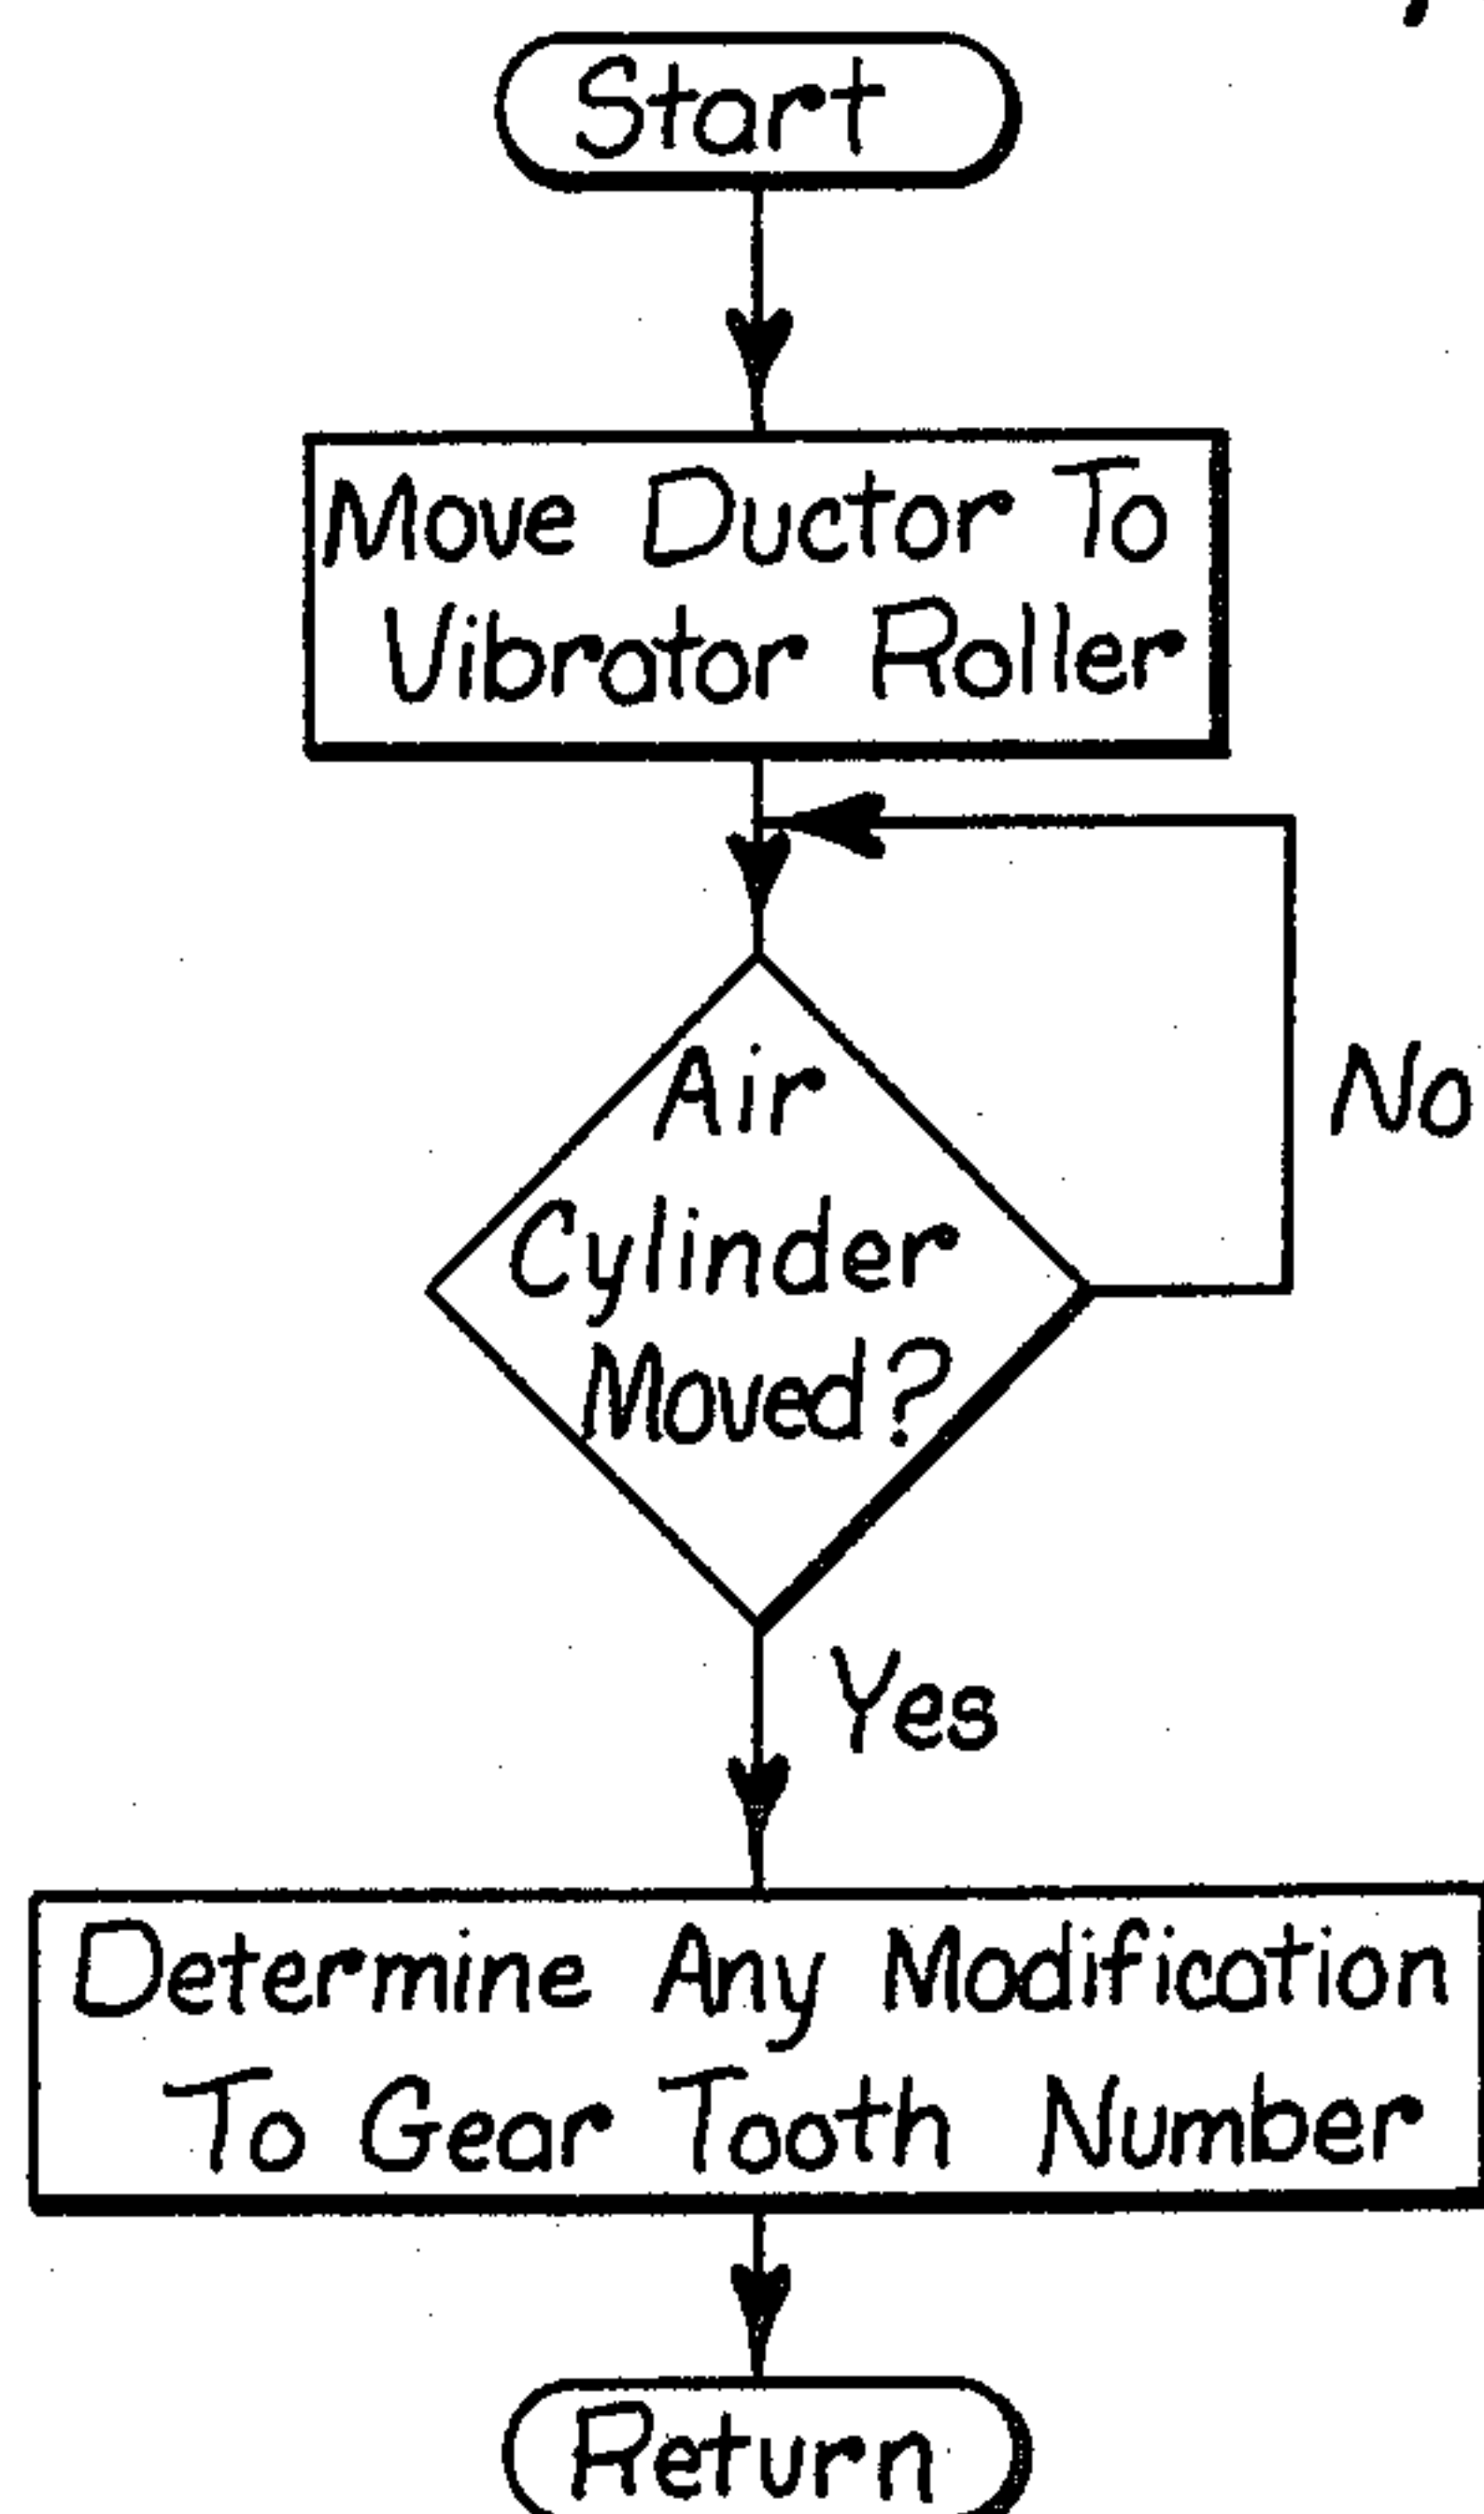 Start
Move Ductor To
Vibrator Roller
Air
Cylinder
Moved?
No
Yes
Determine Any Modification
To Gear Tooth Number
Return